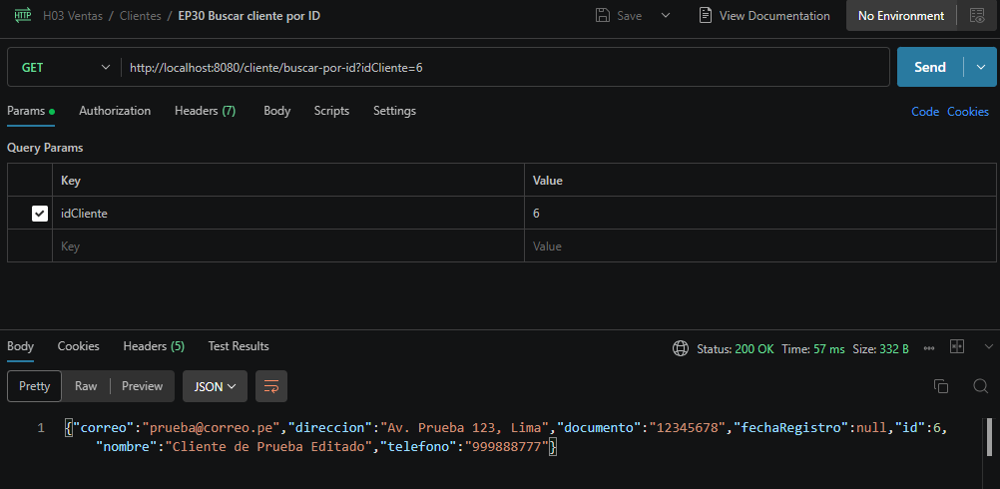 HTTP H03 Ventas / Clientes / EP30 Buscar cliente por ID Save View Documentation No Environment
GET http://localhost:8080/cliente/buscar-por-id?idCliente=6 Send
Params Authorization Headers (7) Body Scripts Settings Code Cookies
Query Params
Key Value
idCliente 6
Key Value
Body Cookies Headers (5) Test Results Status: 200 OK Time: 57 ms Size: 332 B
Pretty Raw Preview JSON
1 {"correo":"prueba@correo.pe","direccion":"Av. Prueba 123, Lima","documento":"12345678","fechaRegistro":null,"id":6,
"nombre":"Cliente de Prueba Editado","telefono":"999888777"}